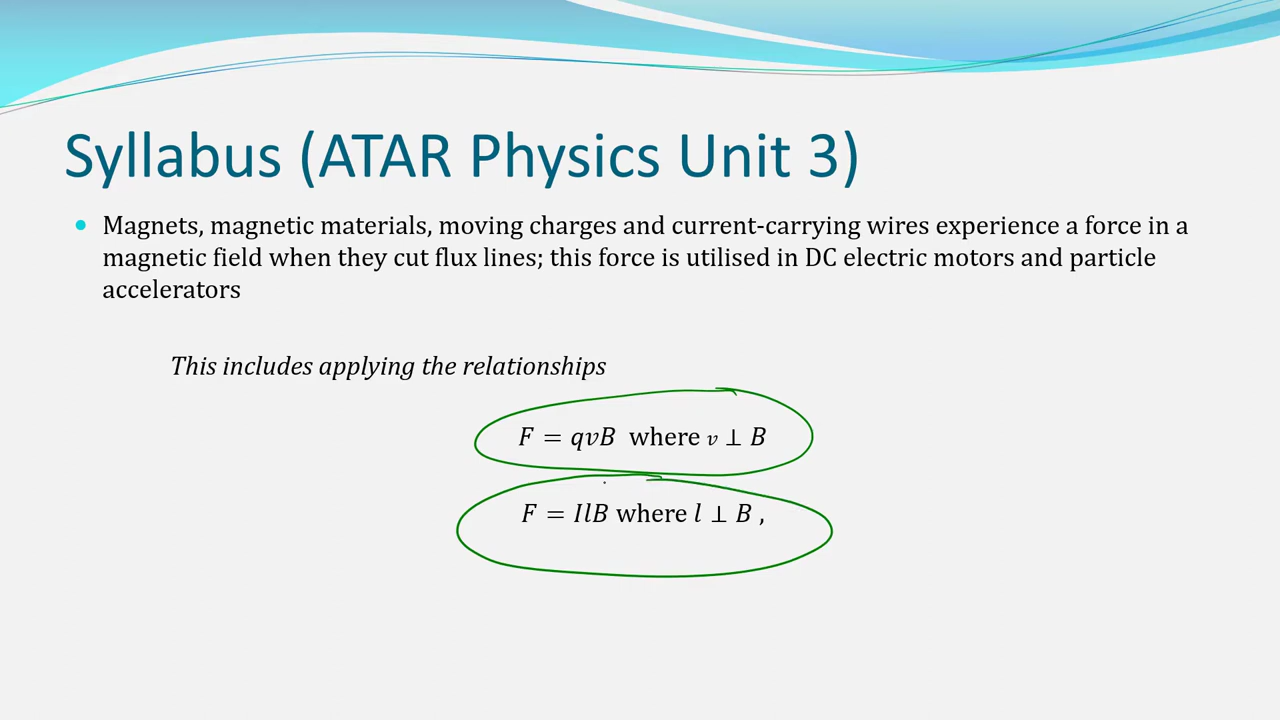 Syllabus (ATAR Physics Unit 3)
Magnets, magnetic materials, moving charges and current-carrying wires experience a force in a
magnetic field when they cut flux lines; this force is utilised in DC electric motors and particle
accelerators
This includes applying the relationships
F = qvB where v ⊥ B
F = IlB where l ⊥ B ,